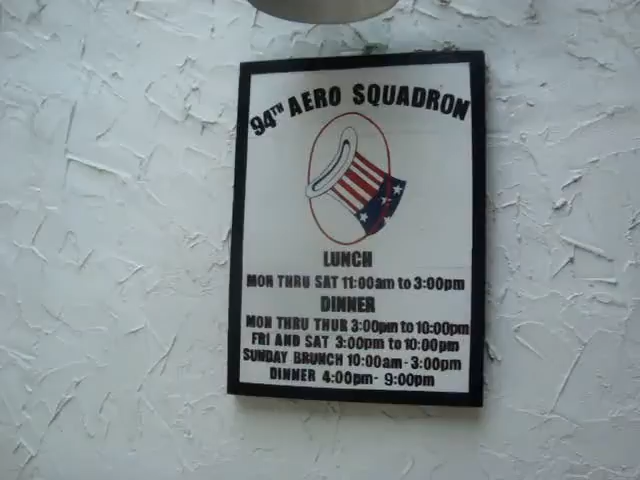 94TH AERO SQUADRON
LUNCH
MON THRU SAT 11:00am to 3:00pm
DINNER
MON THRU THUR 3:00pm to 10:00pm
FRI AND SAT 3:00pm to 10:00pm
SUNDAY BRUNCH 10:00am - 3:00pm
DINNER 4:00pm - 9:00pm